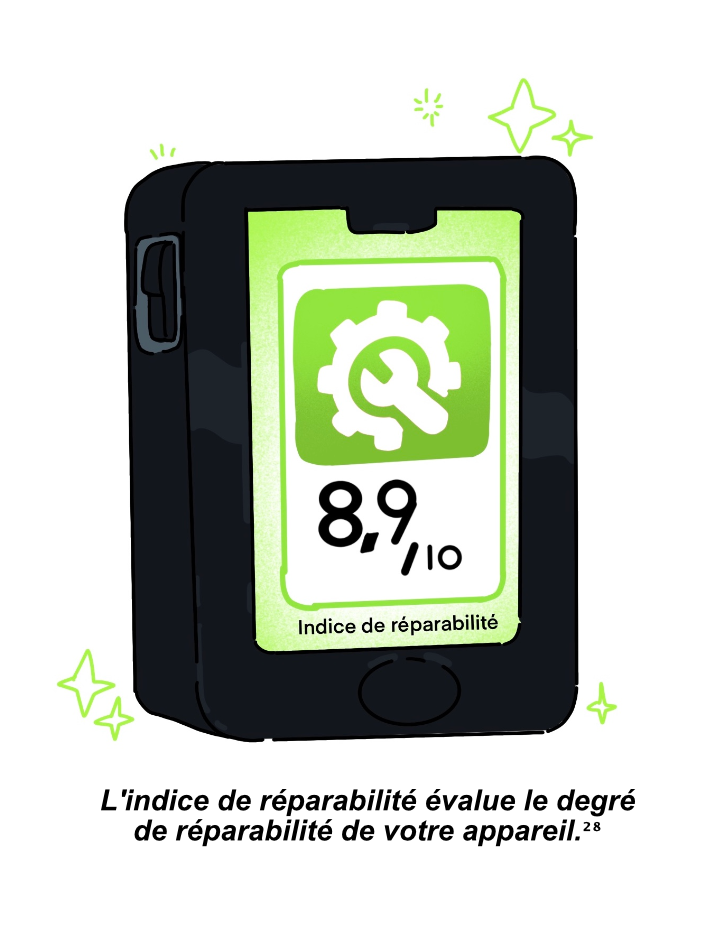 8,9
/10
Indice de réparabilité
L'indice de réparabilité évalue le degré
de réparabilité de votre appareil.²⁸